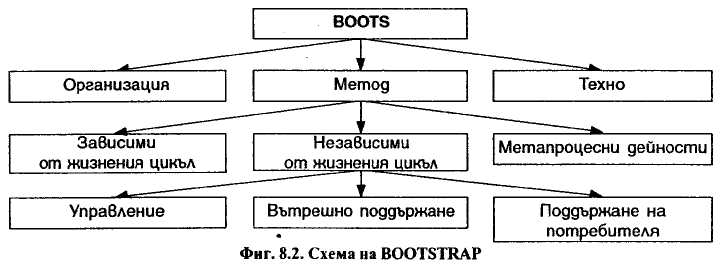 BOOTS
Организация
Метод
Техно
Зависими
от жизнения цикъл
Независими
от жизнения цикъл
Метапроцесни дейности
Управление
Вътрешно поддържане
Поддържане на
потребителя
Фиг. 8.2. Схема на BOOTSTRAP